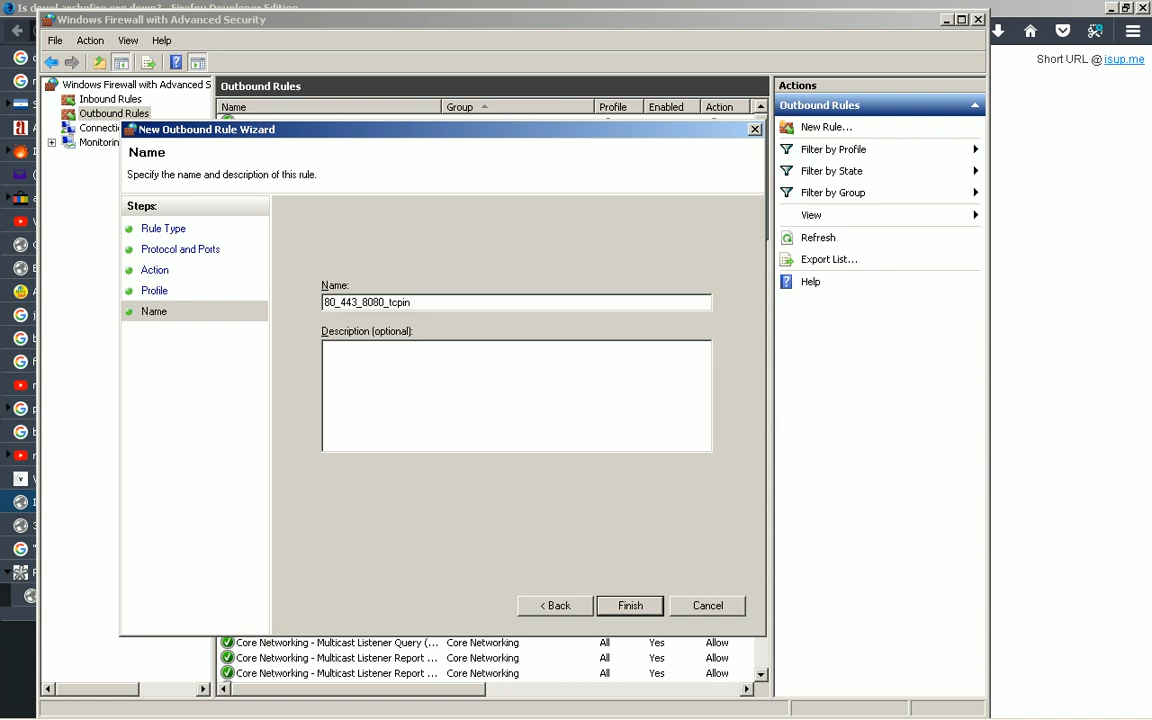 Windows Firewall with Advanced Security
File Action View Help
Short URL @ isup.me
Windows Firewall with Advanced S
Inbound Rules
Outbound Rules
Connecti
Monitorin
Outbound Rules
Name Group Profile Enabled Action
New Outbound Rule Wizard
Name
Specify the name and description of this rule.
Steps:
Rule Type
Protocol and Ports
Action
Profile
Name
Name:
80_443_8080_tcpin
Description (optional):
< Back Finish Cancel
Core Networking - Multicast Listener Query (... Core Networking All Yes Allow
Core Networking - Multicast Listener Report ... Core Networking All Yes Allow
Core Networking - Multicast Listener Report ... Core Networking All Yes Allow
Actions
Outbound Rules
New Rule...
Filter by Profile
Filter by State
Filter by Group
View
Refresh
Export List...
Help